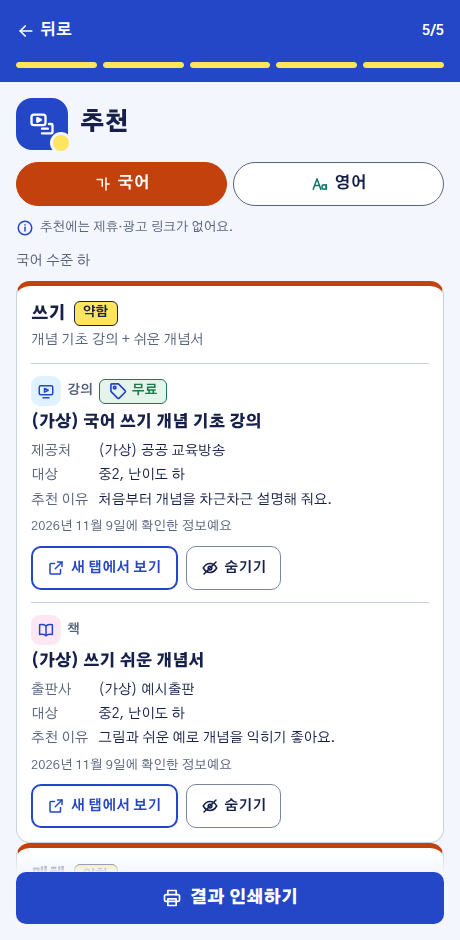 뒤로
5/5
추천
가 국어
Aa 영어
추천에는 제휴·광고 링크가 없어요.
국어 수준 하
쓰기 약함
개념 기초 강의 + 쉬운 개념서
강의 무료
(가상) 국어 쓰기 개념 기초 강의
제공처 (가상) 공공 교육방송
대상 중2, 난이도 하
추천 이유 처음부터 개념을 차근차근 설명해 줘요.
2026년 11월 9일에 확인한 정보예요
새 탭에서 보기
숨기기
책
(가상) 쓰기 쉬운 개념서
출판사 (가상) 예시출판
대상 중2, 난이도 하
추천 이유 그림과 쉬운 예로 개념을 익히기 좋아요.
2026년 11월 9일에 확인한 정보예요
새 탭에서 보기
숨기기
결과 인쇄하기